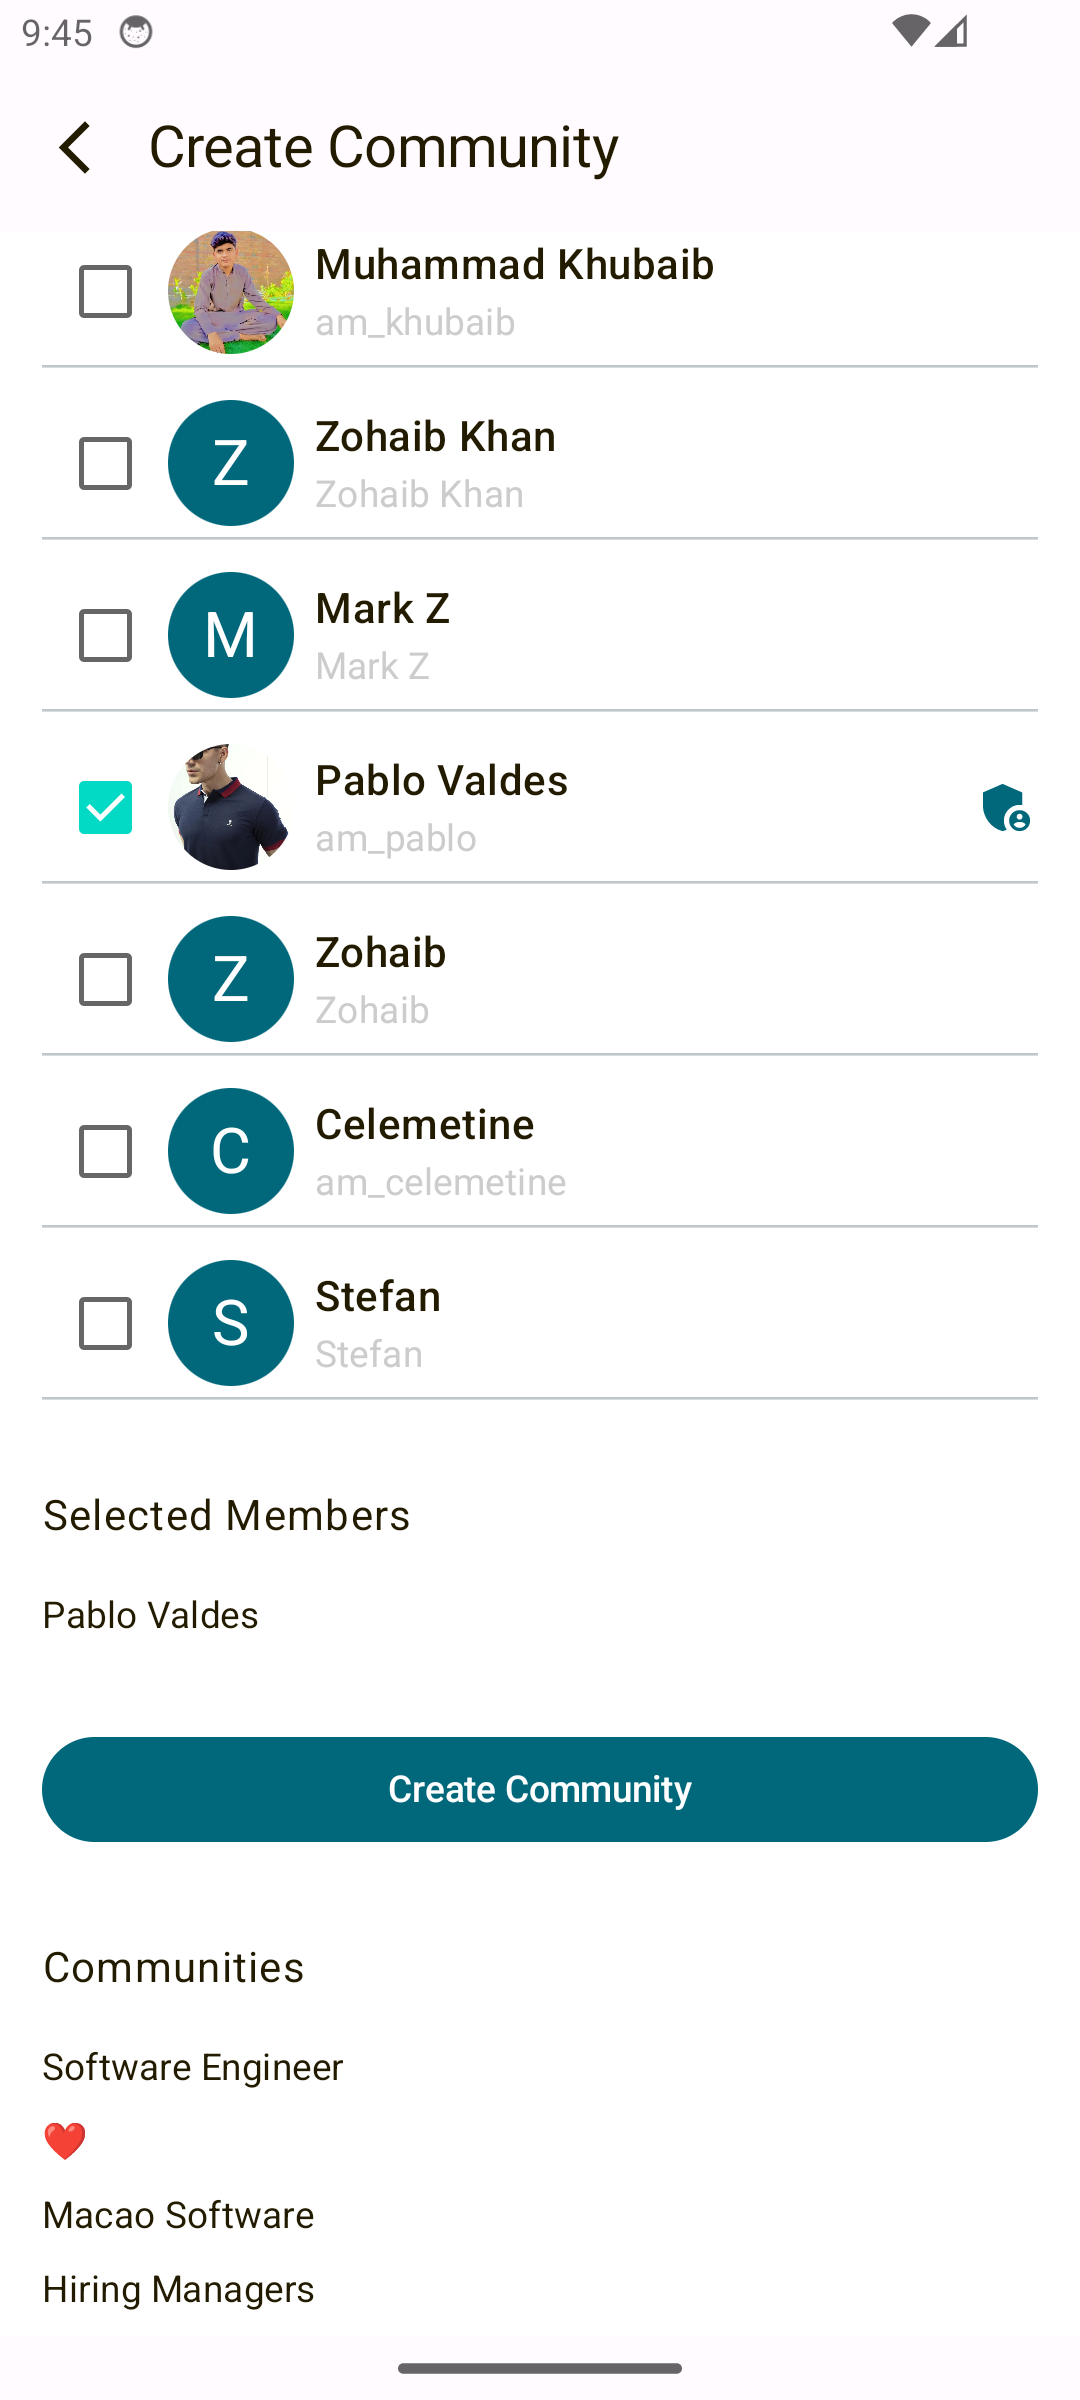 9:45
Create Community
Muhammad Khubaib
am_khubaib
Z
Zohaib Khan
Zohaib Khan
M
Mark Z
Mark Z
Pablo Valdes
am_pablo
Z
Zohaib
Zohaib
C
Celemetine
am_celemetine
S
Stefan
Stefan
Selected Members
Pablo Valdes
Create Community
Communities
Software Engineer
❤️
Macao Software
Hiring Managers